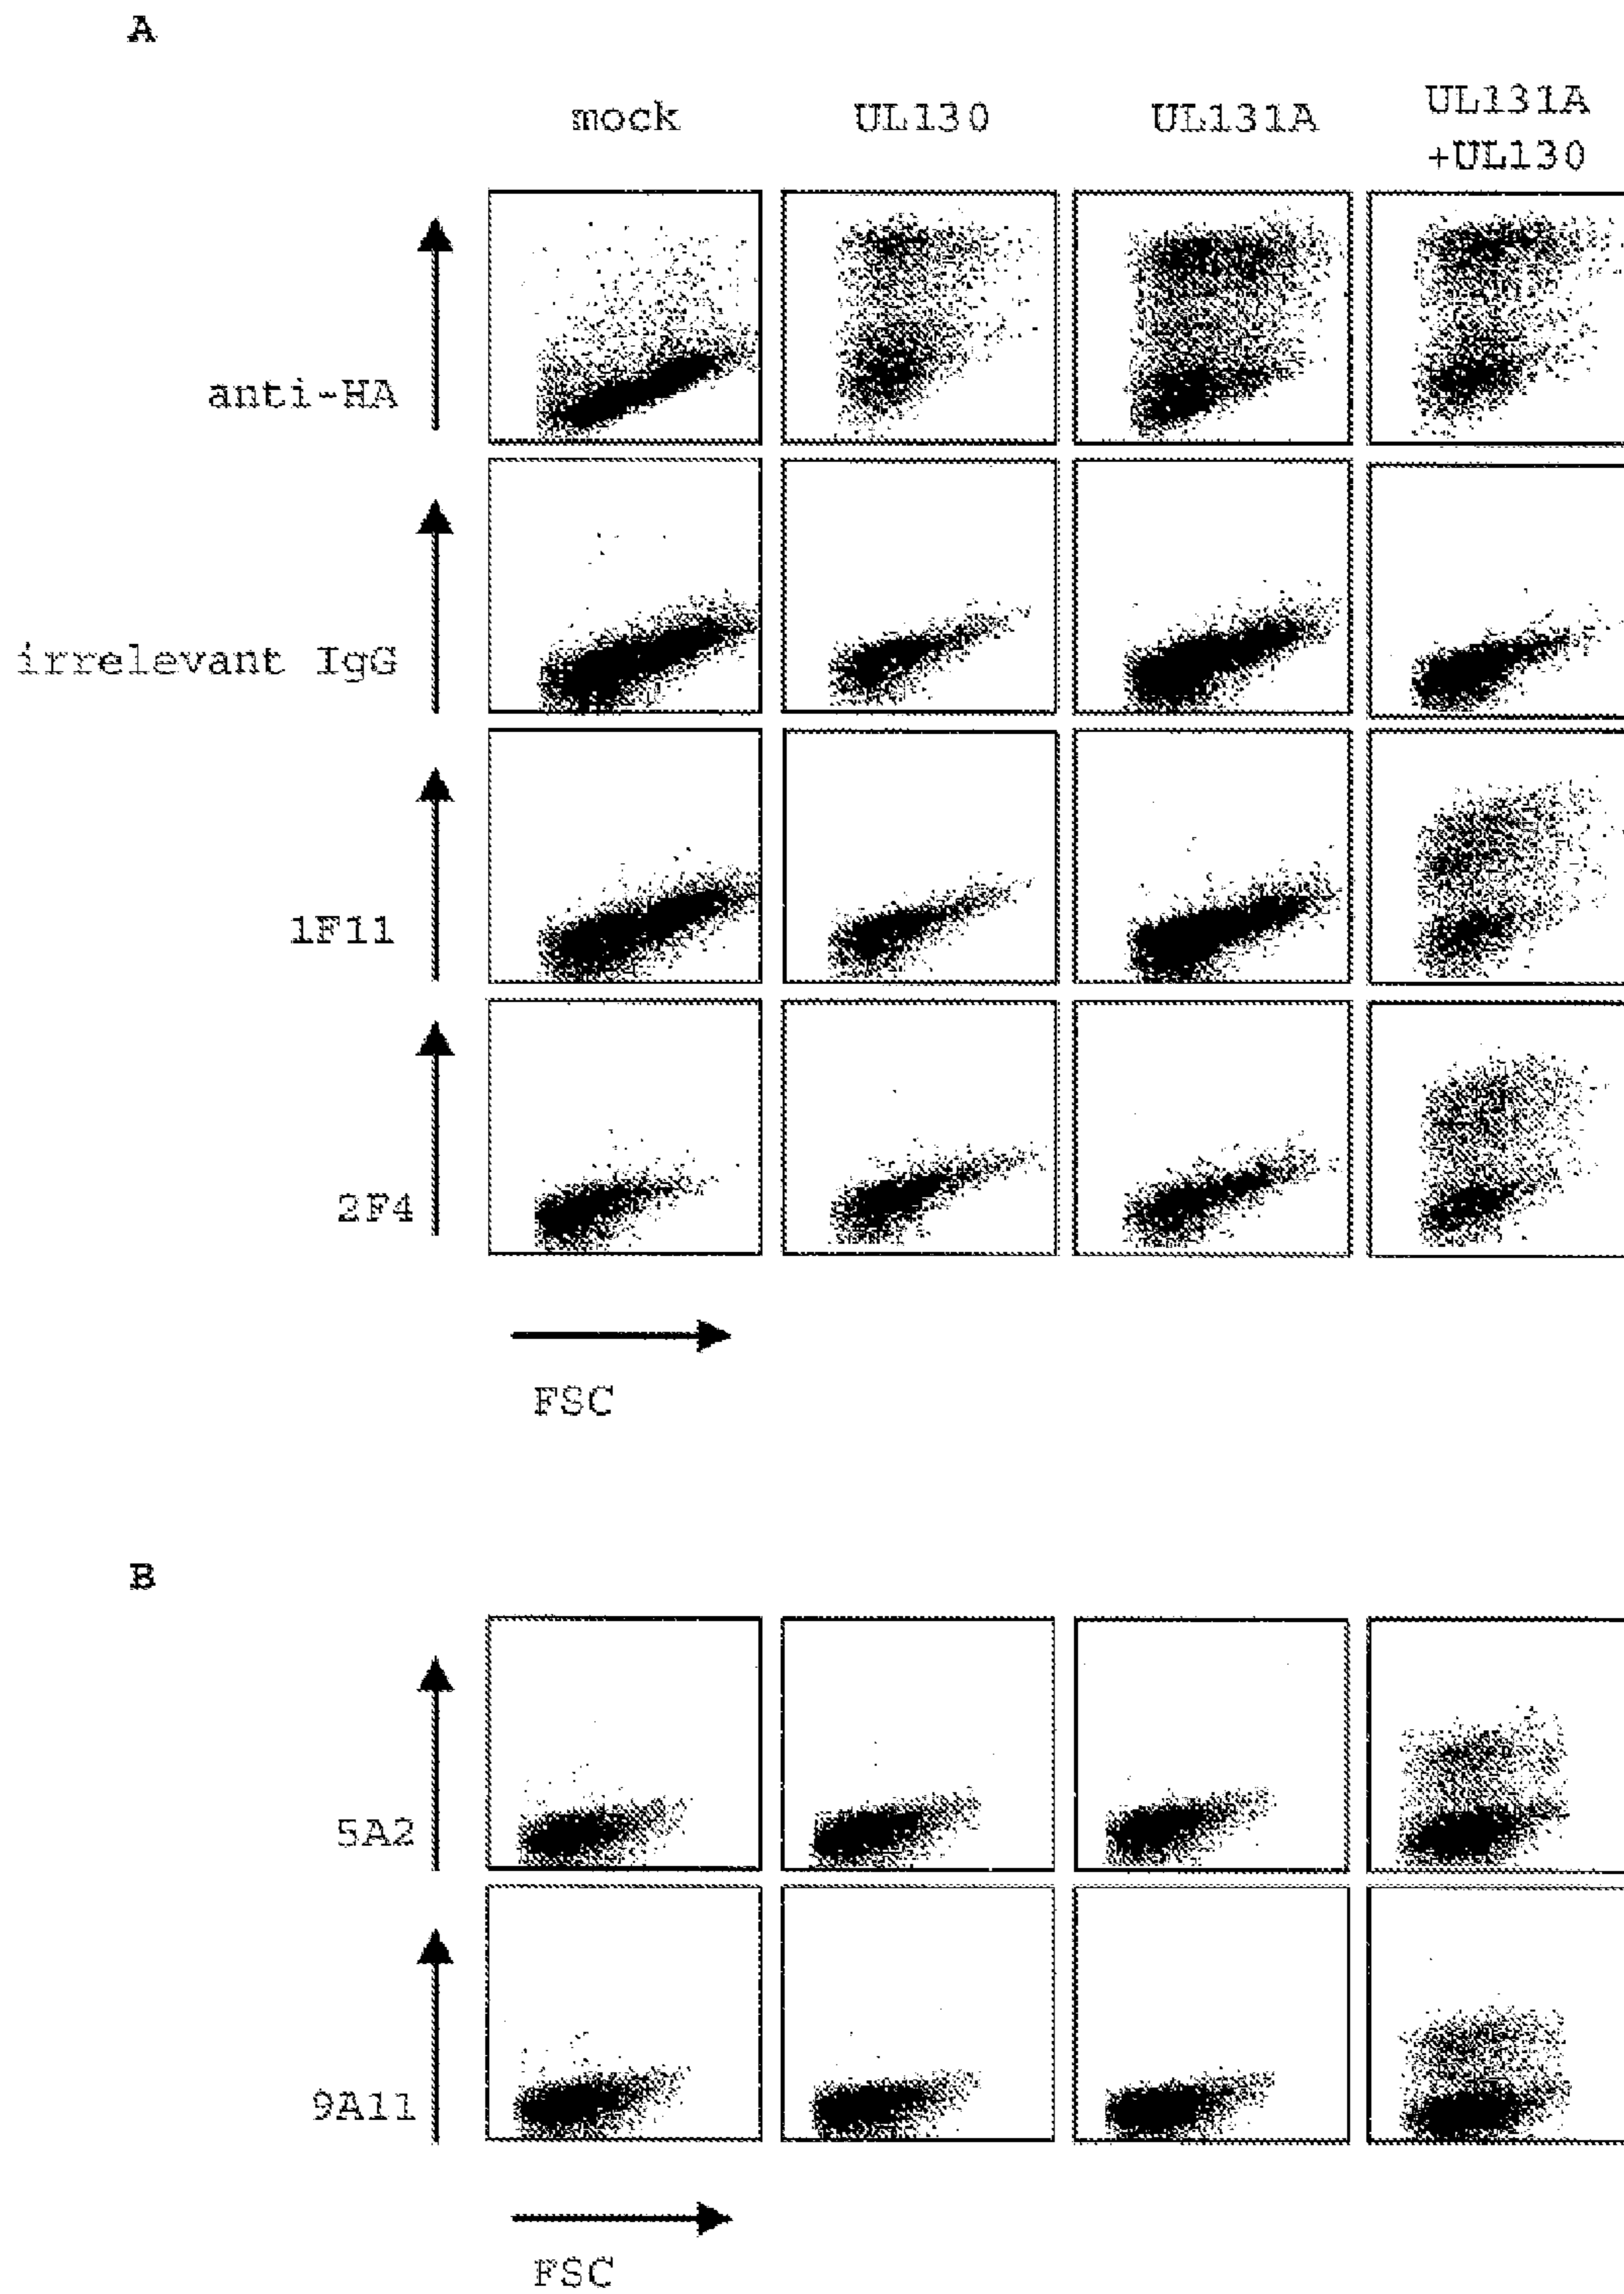 A
mock UL130 UL131A UL131A
+UL130
anti-HA
irrelevant IgG
1F11
2F4
FSC
B
5A2
9A11
FSC